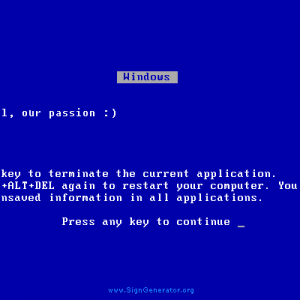 Windows
l, our passion :)
key to terminate the current application.
+ALT+DEL again to restart your computer. You
nsaved information in all applications.
Press any key to continue _
www.SignGenerator.org